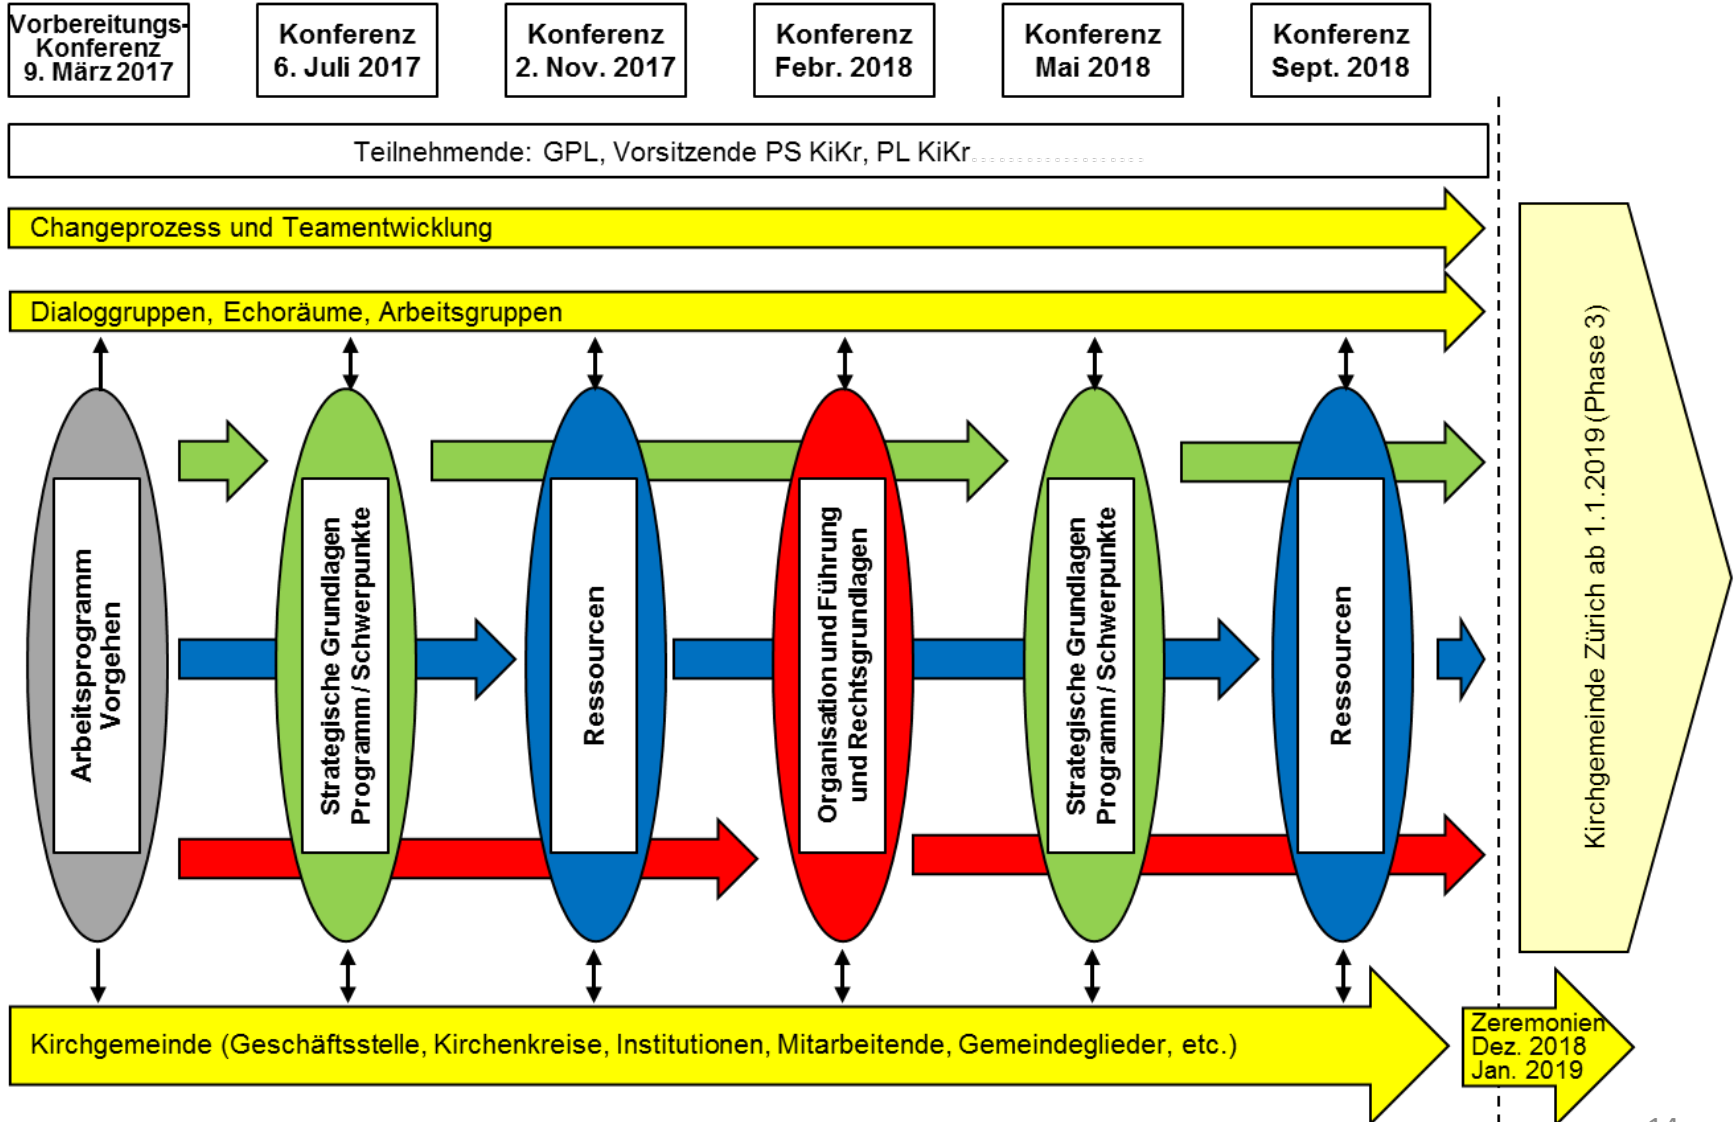 Vorbereitungs-
Konferenz
9. März 2017
Konferenz
6. Juli 2017
Konferenz
2. Nov. 2017
Konferenz
Febr. 2018
Konferenz
Mai 2018
Konferenz
Sept. 2018
Teilnehmende: GPL, Vorsitzende PS KiKr, PL KiKr...................
Changeprozess und Teamentwicklung
Dialoggruppen, Echoräume, Arbeitsgruppen
Arbeitsprogramm
Vorgehen
Strategische Grundlagen
Programm / Schwerpunkte
Ressourcen
Organisation und Führung
und Rechtsgrundlagen
Strategische Grundlagen
Programm / Schwerpunkte
Ressourcen
Kirchgemeinde Zürich ab 1.1.2019 (Phase 3)
Kirchgemeinde (Geschäftsstelle, Kirchenkreise, Institutionen, Mitarbeitende, Gemeindeglieder, etc.)
Zeremonien
Dez. 2018
Jan. 2019